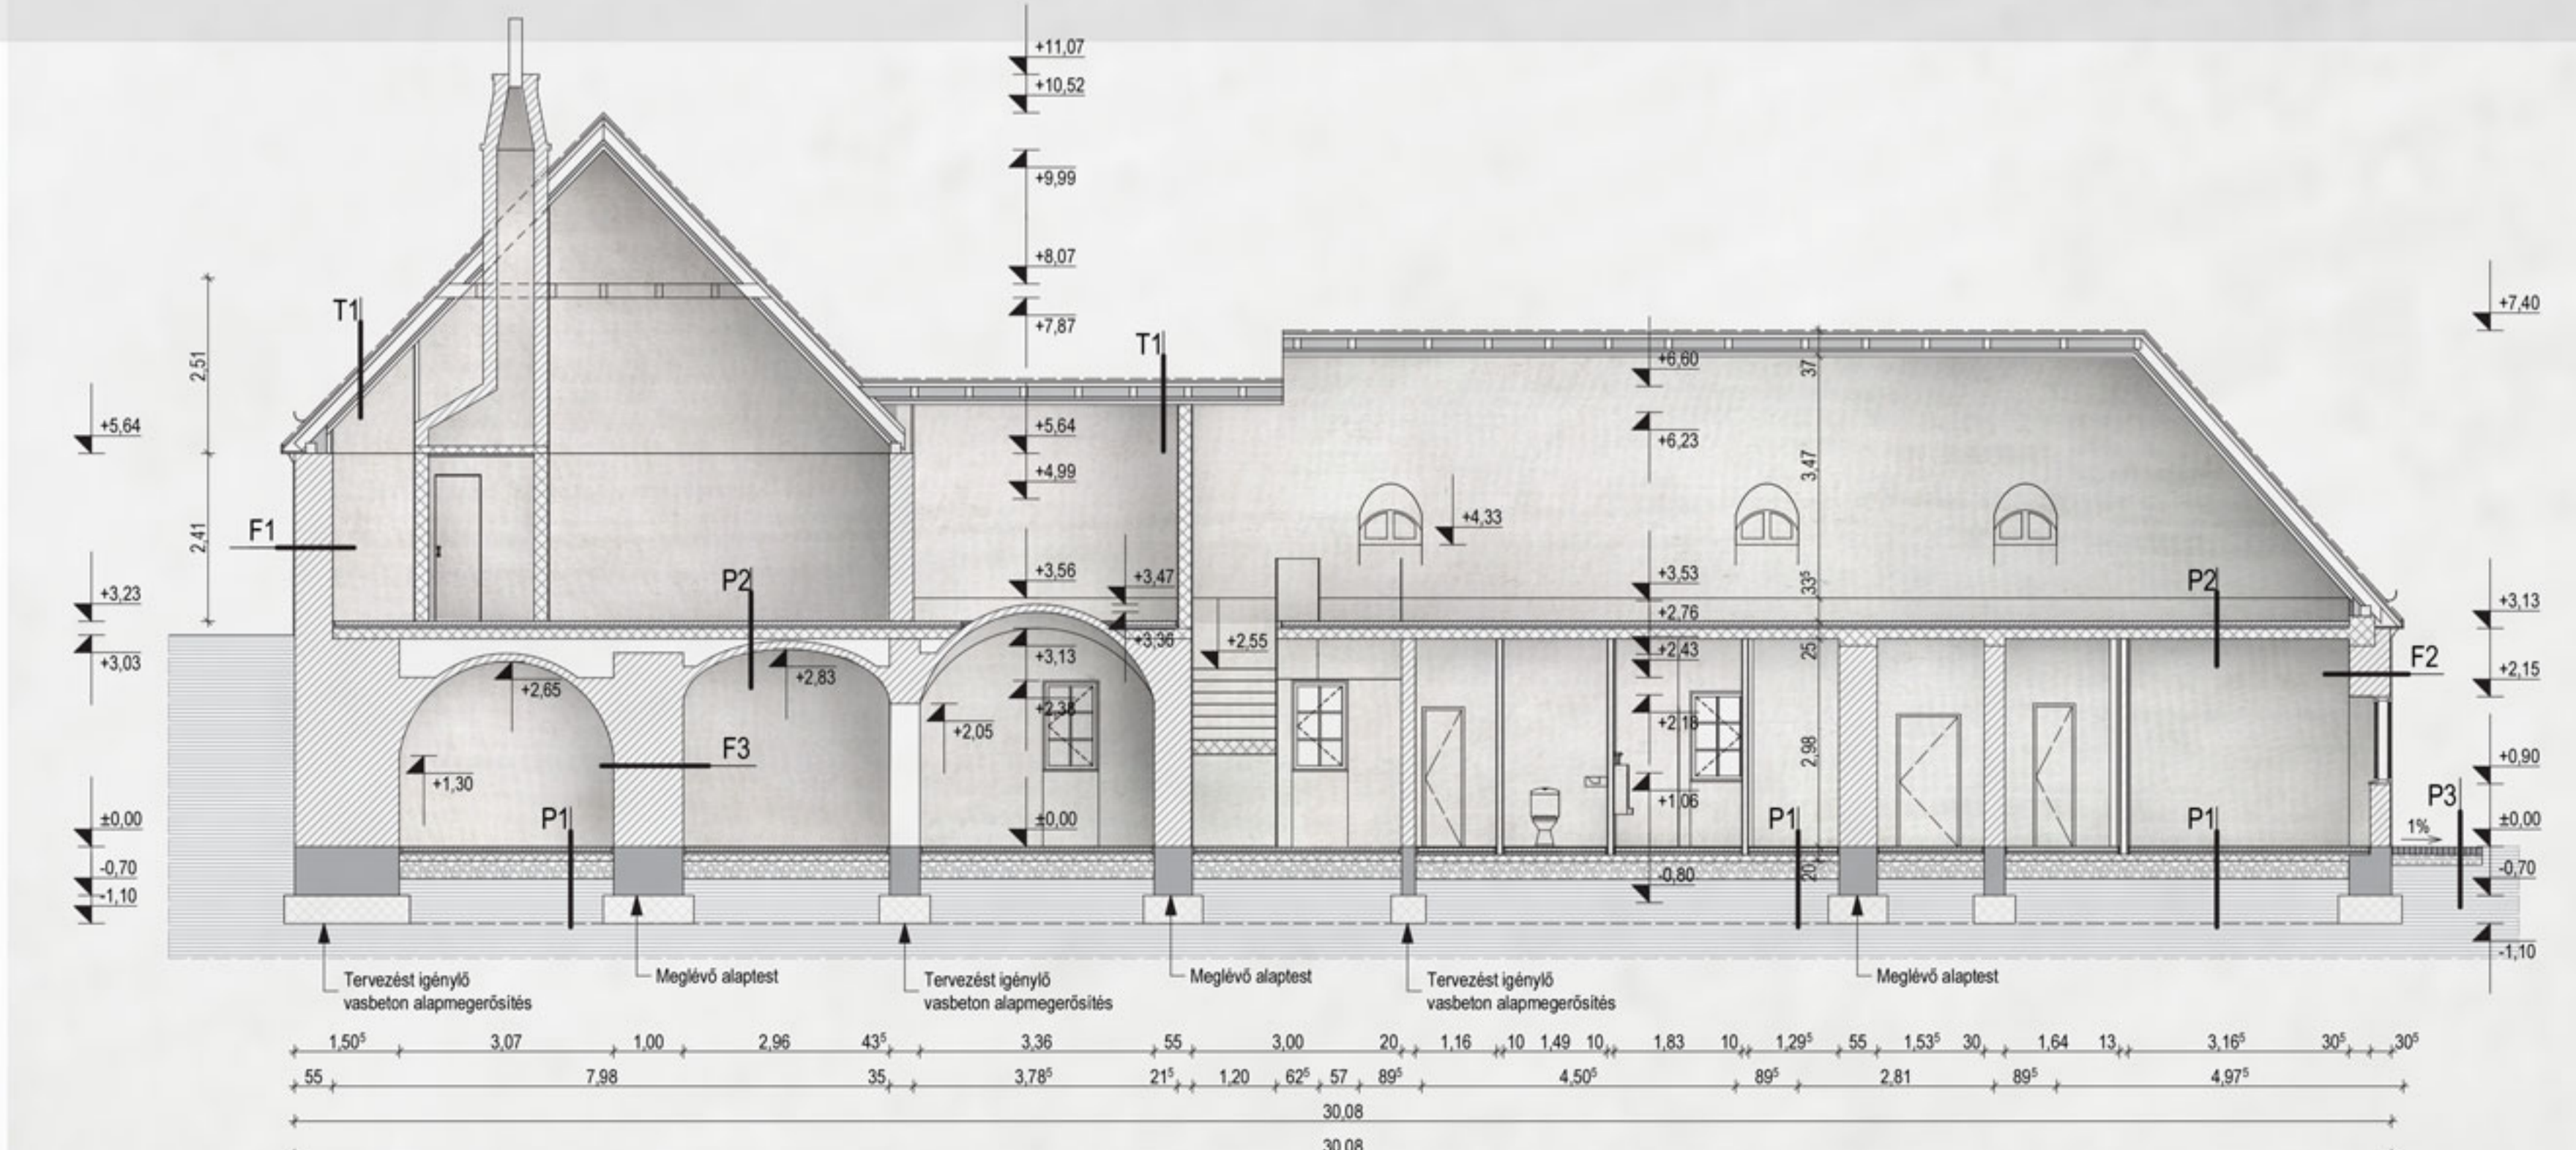 +11,07
+10,52
+9,99
+8,07
+7,87
T1
T1
+7,40
2,51
+6,60
37
+5,64
+5,64
+6,23
+4,99
3,47
F1
2,41
+4,33
P2
+3,56
+3,47
+3,53
33⁵
P2
+3,23
+3,13
+2,76
+3,03
+3,36
+2,55
+2,43
25
+3,13
F2
+2,65
+2,83
+2,15
+2,38
+2,05
+2,18
F3
2,98
+1,30
+0,90
+1,06
P3
P1
P1
P1
±0,00
±0,00
±0,00
1%
-0,70
-0,80
20
-0,70
-1,10
-1,10
Tervezést igénylő
vasbeton alapmegerősítés
Meglévő alaptest
Tervezést igénylő
vasbeton alapmegerősítés
Meglévő alaptest
Tervezést igénylő
vasbeton alapmegerősítés
Meglévő alaptest
1,50⁵ 3,07 1,00 2,96 43⁵ 3,36 55 3,00 20 1,16 10 1,49 10 1,83 10 1,29⁵ 55 1,53⁵ 30 1,64 13 3,16⁵ 30⁵ 30⁵
55 7,98 35 3,78⁵ 21⁵ 1,20 62⁵ 57 89⁵ 4,50⁵ 89⁵ 2,81 89⁵ 4,97⁵
30,08
30,08